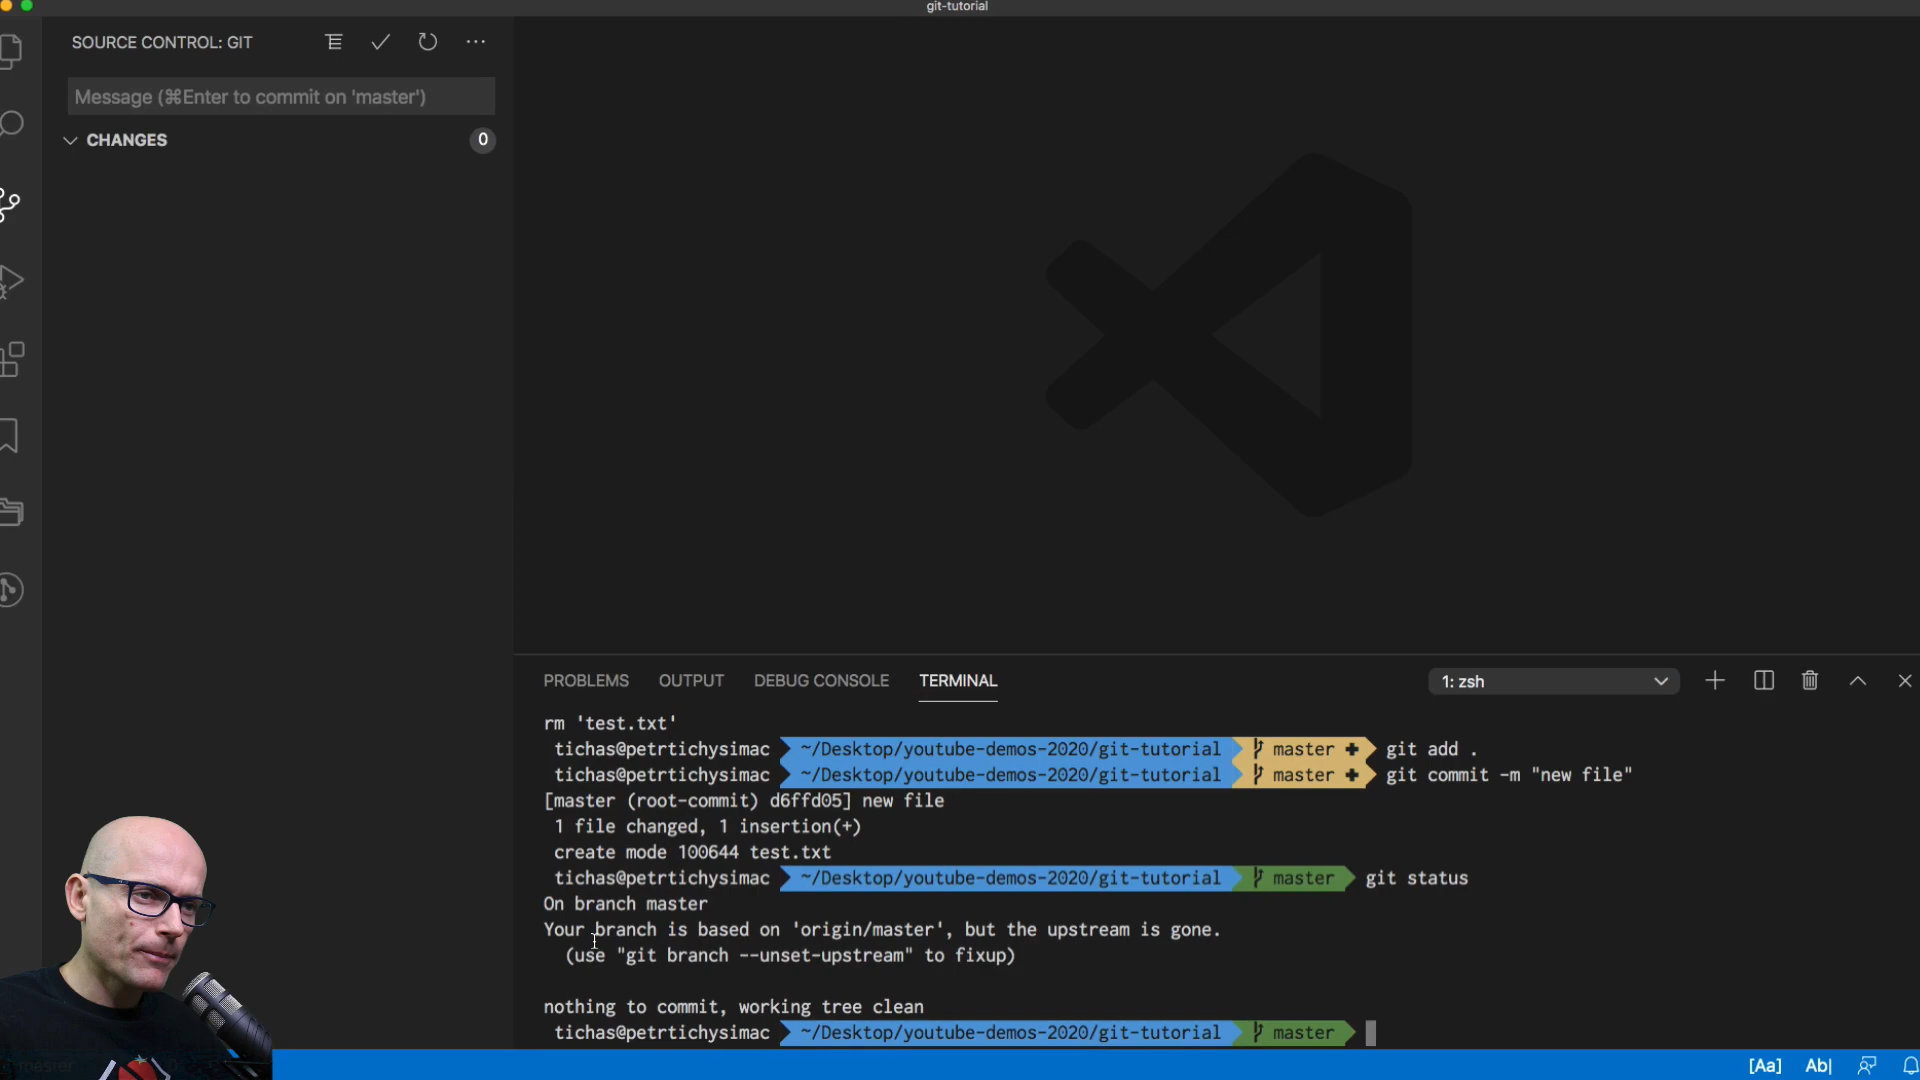 git-tutorial
SOURCE CONTROL: GIT
Message (⌘Enter to commit on 'master')
CHANGES 0
PROBLEMS OUTPUT DEBUG CONSOLE TERMINAL 1: zsh
rm 'test.txt'
tichas@petrtichysimac ~/Desktop/youtube-demos-2020/git-tutorial master ✚ git add .
tichas@petrtichysimac ~/Desktop/youtube-demos-2020/git-tutorial master ✚ git commit -m "new file"
[master (root-commit) d6ffd05] new file
1 file changed, 1 insertion(+)
create mode 100644 test.txt
tichas@petrtichysimac ~/Desktop/youtube-demos-2020/git-tutorial master git status
On branch master
Your branch is based on 'origin/master', but the upstream is gone.
(use "git branch --unset-upstream" to fixup)
nothing to commit, working tree clean
tichas@petrtichysimac ~/Desktop/youtube-demos-2020/git-tutorial master
master [Aa] Ab|